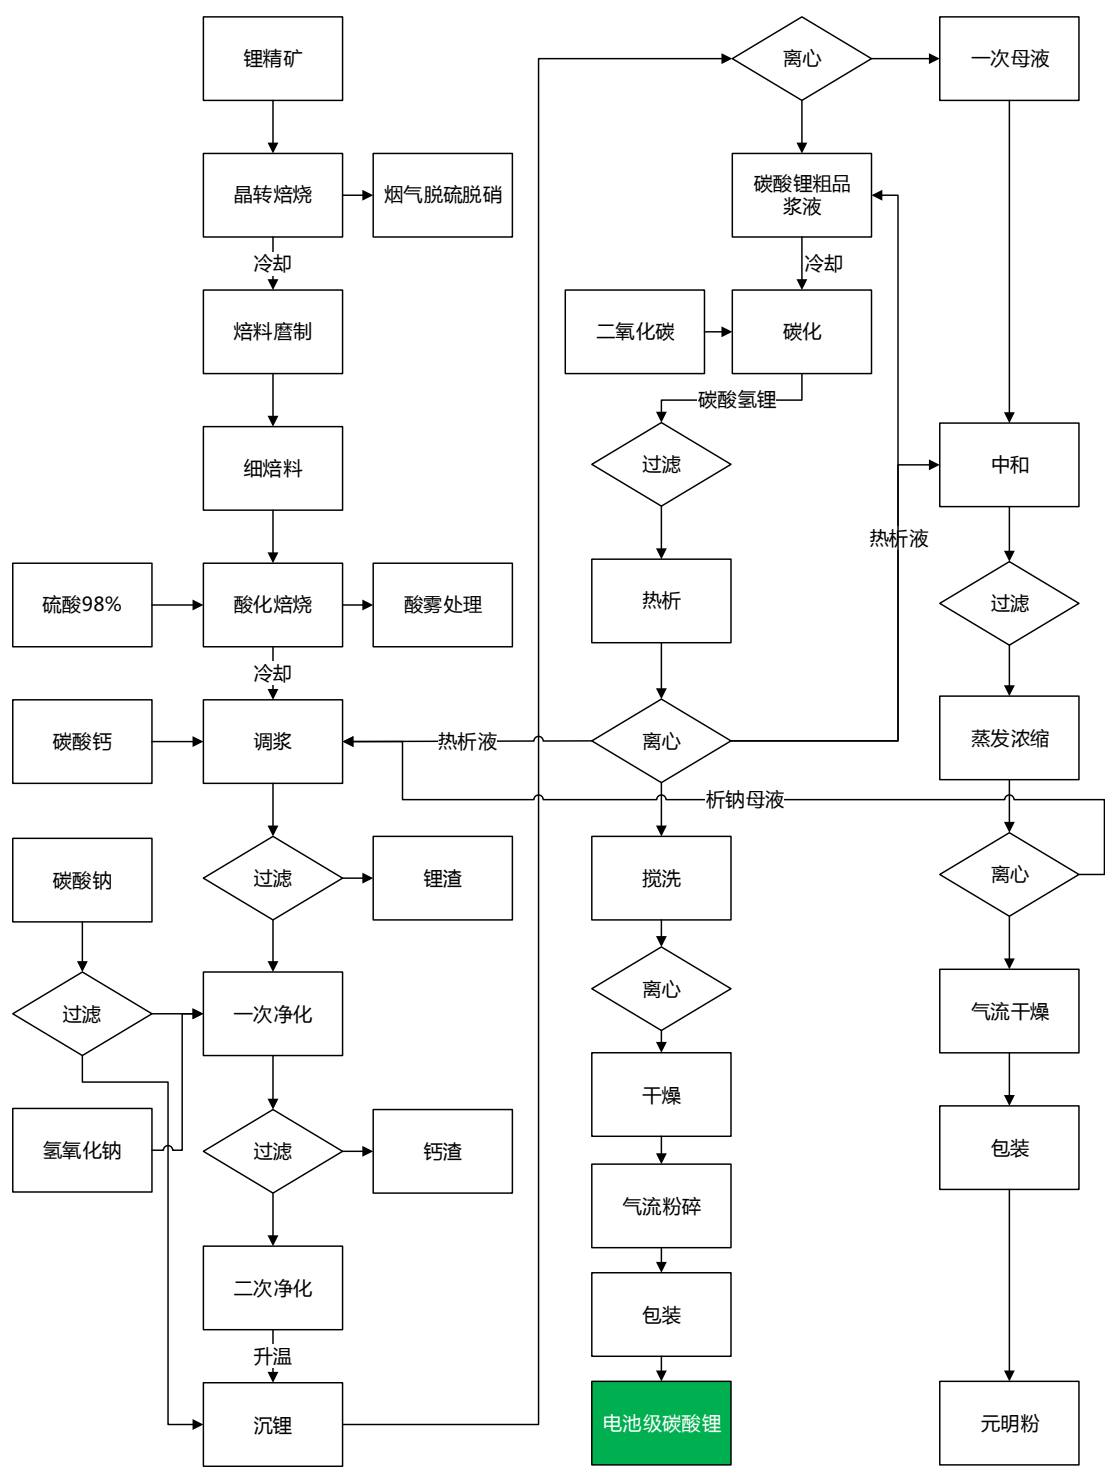 锂精矿
晶转焙烧
烟气脱硫脱硝
冷却
焙料麿制
细焙料
硫酸98%
酸化焙烧
酸雾处理
冷却
碳酸钙
调浆
过滤
锂渣
碳酸钠
过滤
一次净化
氢氧化钠
过滤
钙渣
二次净化
升温
沉锂
离心
一次母液
碳酸锂粗品
浆液
冷却
二氧化碳
碳化
碳酸氢锂
过滤
热析
热析液
离心
热析液
析钠母液
搅洗
离心
干燥
气流粉碎
包装
电池级碳酸锂
中和
过滤
蒸发浓缩
离心
气流干燥
包装
元明粉